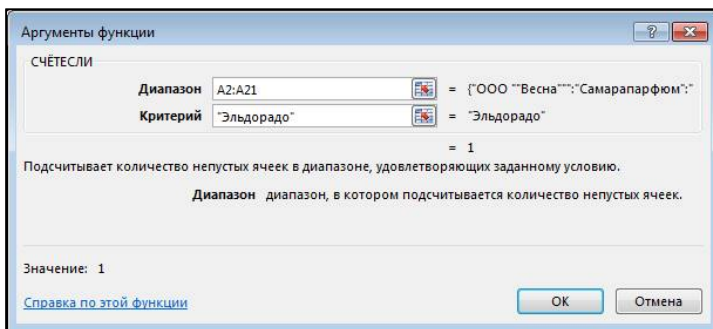 Аргументы функции
СЧЁТЕСЛИ
Диапазон A2:A21 = {"ООО ""Весна""":"Самарапарфюм":"
Критерий "Эльдорадо" = "Эльдорадо"
= 1
Подсчитывает количество непустых ячеек в диапазоне, удовлетворяющих заданному условию.
Диапазон диапазон, в котором подсчитывается количество непустых ячеек.
Значение: 1
Справка по этой функции ОК Отмена